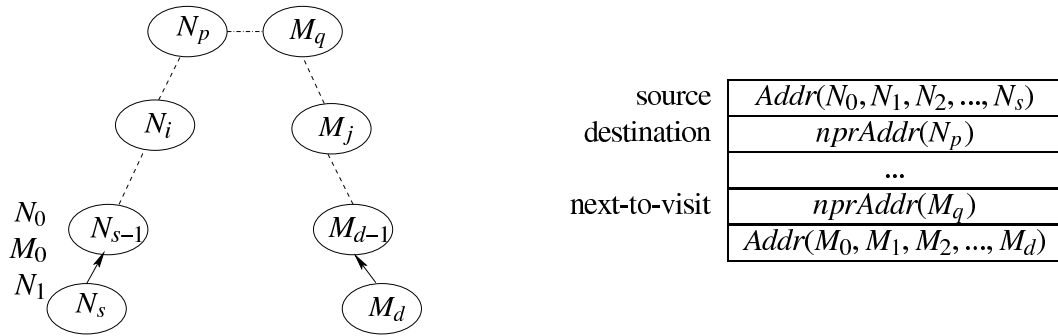 N_p M_q
N_i M_j
N_0 N_{s-1} M_{d-1}
M_0
N_1 N_s M_d
source Addr(N_0, N_1, N_2, ..., N_s)
destination nprAddr(N_p)
...
next-to-visit nprAddr(M_q)
Addr(M_0, M_1, M_2, ..., M_d)